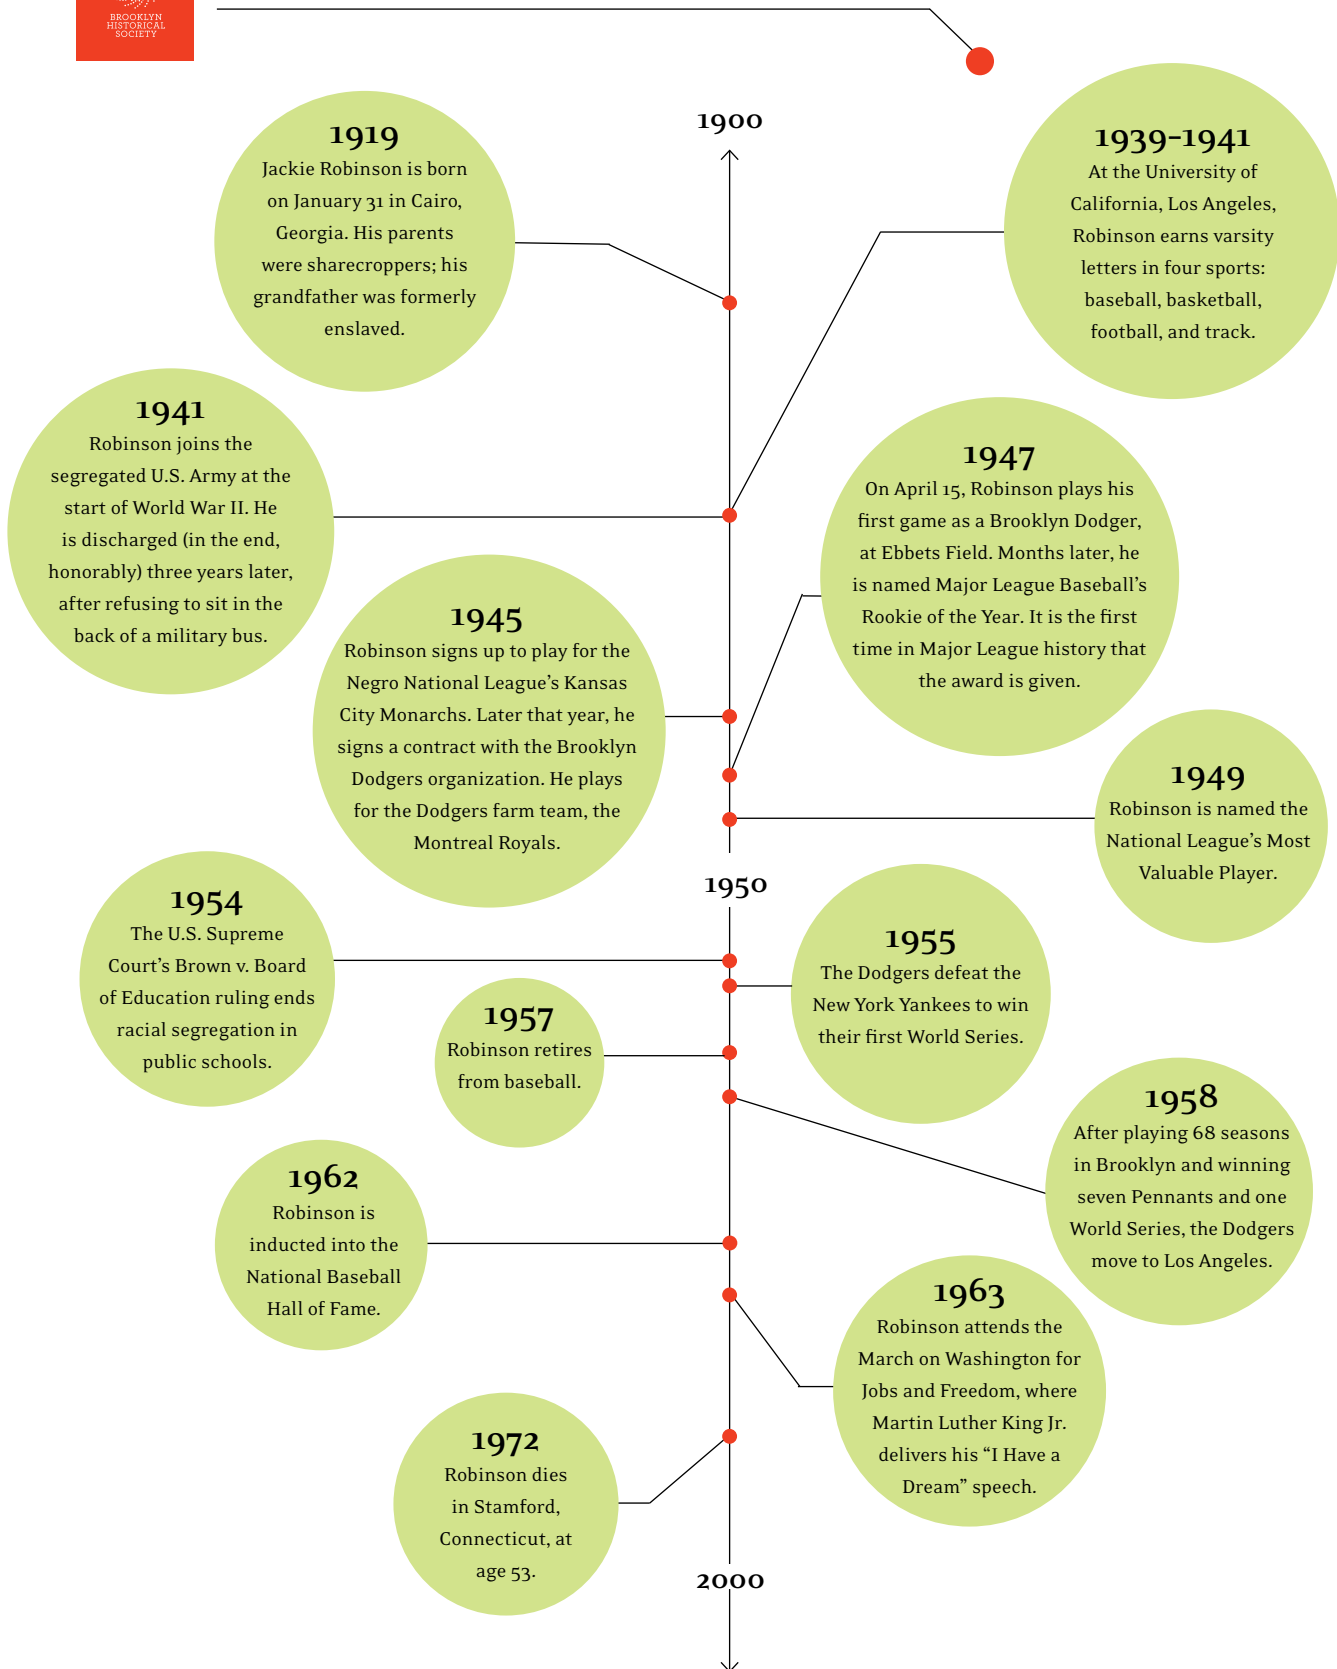 BROOKLYN
HISTORICAL
SOCIETY
1900
1919
Jackie Robinson is born
on January 31 in Cairo,
Georgia. His parents
were sharecroppers; his
grandfather was formerly
enslaved.
1939-1941
At the University of
California, Los Angeles,
Robinson earns varsity
letters in four sports:
baseball, basketball,
football, and track.
1941
Robinson joins the
segregated U.S. Army at the
start of World War II. He
is discharged (in the end,
honorably) three years later,
after refusing to sit in the
back of a military bus.
1947
On April 15, Robinson plays his
first game as a Brooklyn Dodger,
at Ebbets Field. Months later, he
is named Major League Baseball’s
Rookie of the Year. It is the first
time in Major League history that
the award is given.
1945
Robinson signs up to play for the
Negro National League’s Kansas
City Monarchs. Later that year, he
signs a contract with the Brooklyn
Dodgers organization. He plays
for the Dodgers farm team, the
Montreal Royals.
1949
Robinson is named the
National League’s Most
Valuable Player.
1950
1954
The U.S. Supreme
Court’s Brown v. Board
of Education ruling ends
racial segregation in
public schools.
1955
The Dodgers defeat the
New York Yankees to win
their first World Series.
1957
Robinson retires
from baseball.
1958
After playing 68 seasons
in Brooklyn and winning
seven Pennants and one
World Series, the Dodgers
move to Los Angeles.
1962
Robinson is
inducted into the
National Baseball
Hall of Fame.
1963
Robinson attends the
March on Washington for
Jobs and Freedom, where
Martin Luther King Jr.
delivers his “I Have a
Dream” speech.
1972
Robinson dies
in Stamford,
Connecticut, at
age 53.
2000